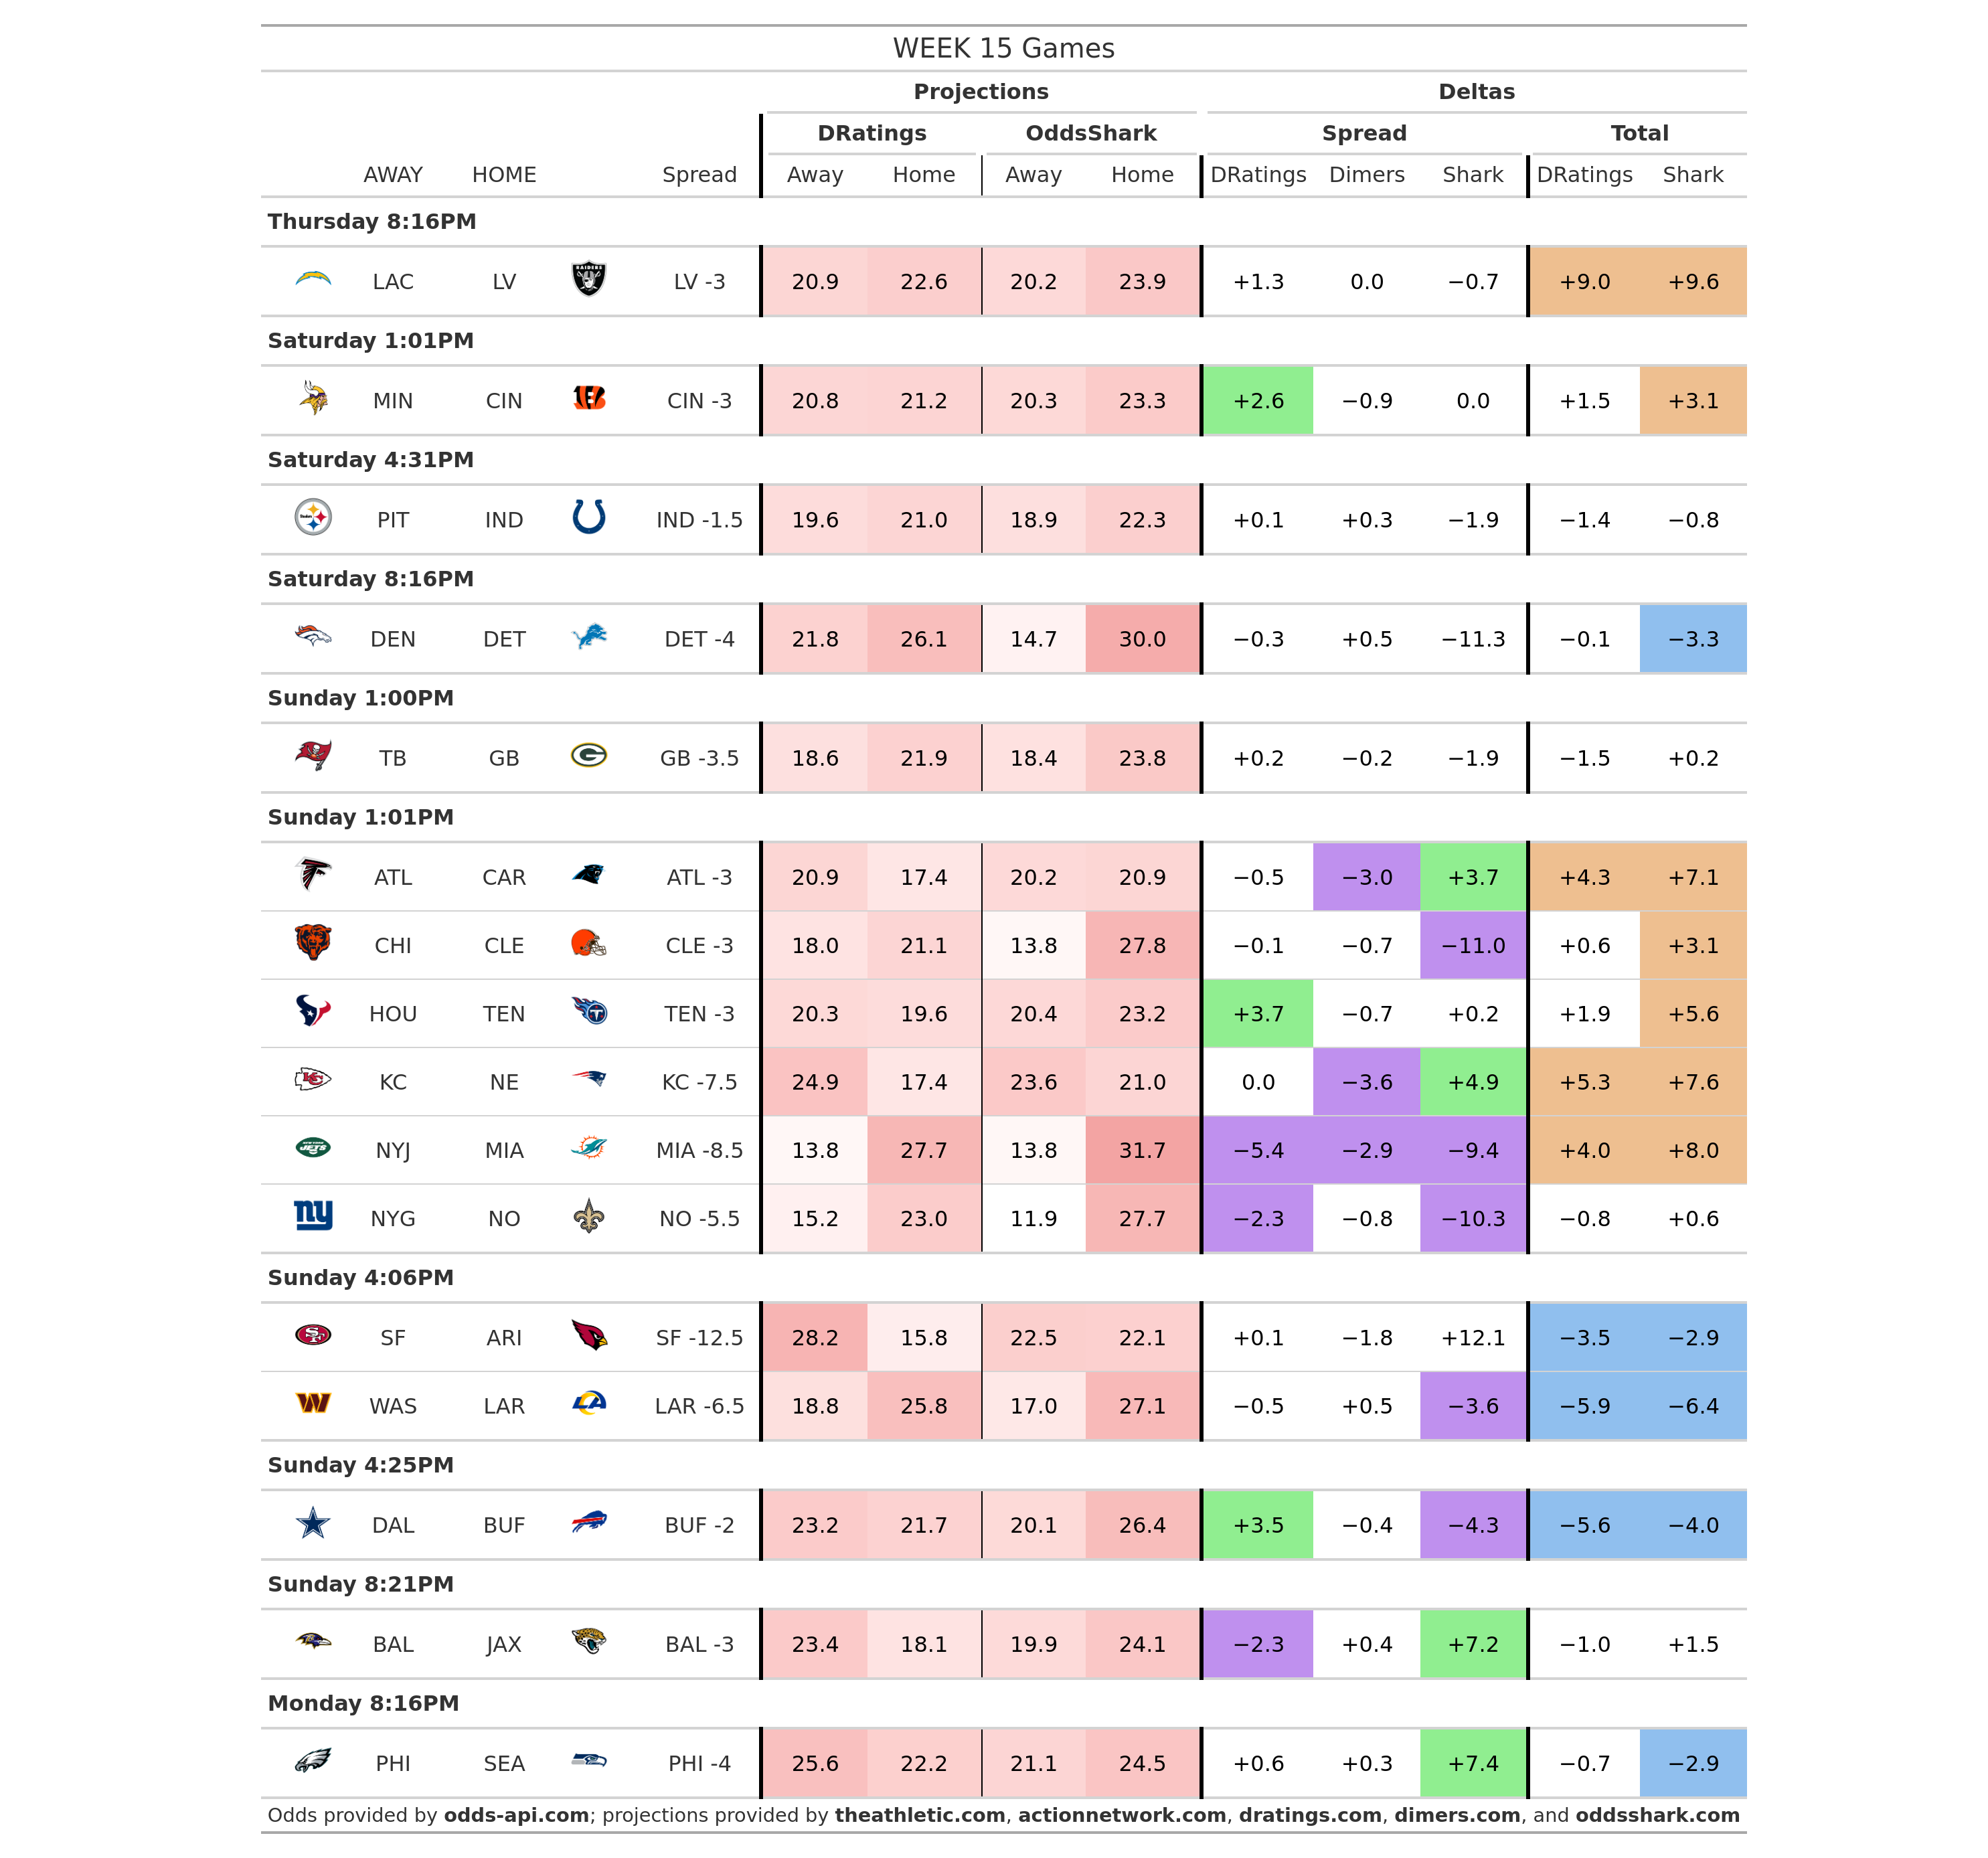 WEEK 15 Games
Projections Deltas
DRatings OddsShark Spread Total
AWAY HOME Spread Away Home Away Home DRatings Dimers Shark DRatings Shark
Thursday 8:16PM
LAC LV RAIDERS LV -3 20.9 22.6 20.2 23.9 +1.3 0.0 −0.7 +9.0 +9.6
Saturday 1:01PM
MIN CIN CIN -3 20.8 21.2 20.3 23.3 +2.6 −0.9 0.0 +1.5 +3.1
Saturday 4:31PM
PIT IND IND -1.5 19.6 21.0 18.9 22.3 +0.1 +0.3 −1.9 −1.4 −0.8
Saturday 8:16PM
DEN DET DET -4 21.8 26.1 14.7 30.0 −0.3 +0.5 −11.3 −0.1 −3.3
Sunday 1:00PM
TB GB G GB -3.5 18.6 21.9 18.4 23.8 +0.2 −0.2 −1.9 −1.5 +0.2
Sunday 1:01PM
ATL CAR ATL -3 20.9 17.4 20.2 20.9 −0.5 −3.0 +3.7 +4.3 +7.1
CHI CLE CLE -3 18.0 21.1 13.8 27.8 −0.1 −0.7 −11.0 +0.6 +3.1
HOU TEN T TEN -3 20.3 19.6 20.4 23.2 +3.7 −0.7 +0.2 +1.9 +5.6
KC KC NE KC -7.5 24.9 17.4 23.6 21.0 0.0 −3.6 +4.9 +5.3 +7.6
JETS NYJ MIA MIA -8.5 13.8 27.7 13.8 31.7 −5.4 −2.9 −9.4 +4.0 +8.0
ny NYG NO NO -5.5 15.2 23.0 11.9 27.7 −2.3 −0.8 −10.3 −0.8 +0.6
Sunday 4:06PM
SF SF ARI SF -12.5 28.2 15.8 22.5 22.1 +0.1 −1.8 +12.1 −3.5 −2.9
W WAS LAR LA LAR -6.5 18.8 25.8 17.0 27.1 −0.5 +0.5 −3.6 −5.9 −6.4
Sunday 4:25PM
DAL BUF BUF -2 23.2 21.7 20.1 26.4 +3.5 −0.4 −4.3 −5.6 −4.0
Sunday 8:21PM
BAL JAX BAL -3 23.4 18.1 19.9 24.1 −2.3 +0.4 +7.2 −1.0 +1.5
Monday 8:16PM
PHI SEA PHI -4 25.6 22.2 21.1 24.5 +0.6 +0.3 +7.4 −0.7 −2.9
Odds provided by odds-api.com; projections provided by theathletic.com, actionnetwork.com, dratings.com, dimers.com, and oddsshark.com